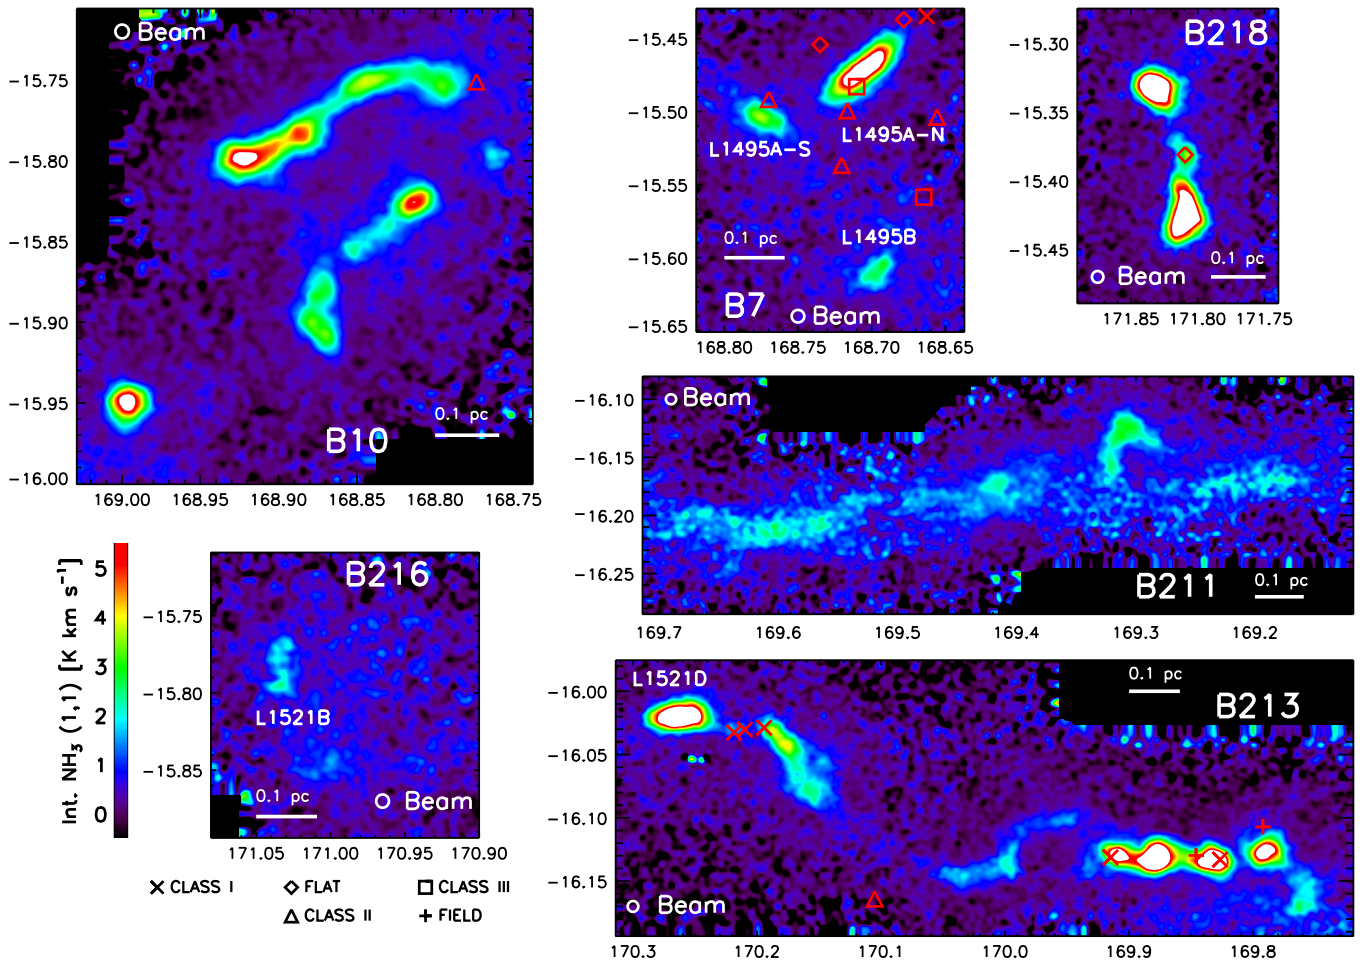 Beam
B10
0.1 pc
−15.75
−15.80
−15.85
−15.90
−15.95
−16.00
169.00 168.95 168.90 168.85 168.80 168.75
B7
L1495A−S
L1495A−N
L1495B
0.1 pc
Beam
−15.45
−15.50
−15.55
−15.60
−15.65
168.80 168.75 168.70 168.65
B218
Beam
0.1 pc
−15.30
−15.35
−15.40
−15.45
171.85 171.80 171.75
Beam
B211
0.1 pc
−16.10
−16.15
−16.20
−16.25
169.7 169.6 169.5 169.4 169.3 169.2
Int. NH₃ (1,1) [K km s⁻¹]
5
4
3
2
1
0
B216
L1521B
0.1 pc
Beam
−15.75
−15.80
−15.85
171.05 171.00 170.95 170.90
L1521D
0.1 pc
B213
Beam
−16.00
−16.05
−16.10
−16.15
170.3 170.2 170.1 170.0 169.9 169.8
CLASS I FLAT CLASS III
CLASS II FIELD